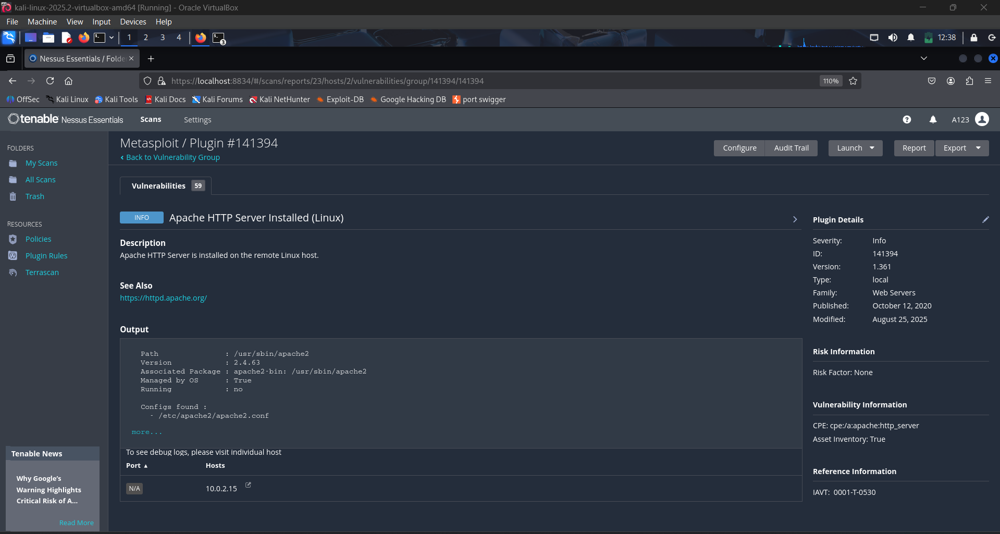 kali-linux-2025.2-virtualbox-amd64 [Running] - Oracle VirtualBox
File Machine View Input Devices Help
1 2 3 4 3 12:38
Nessus Essentials / Folde
https://localhost:8834/#/scans/reports/23/hosts/2/vulnerabilities/group/141394/141394 110%
OffSec Kali Linux Kali Tools Kali Docs Kali Forums Kali NetHunter Exploit-DB Google Hacking DB port swigger
tenable Nessus Essentials Scans Settings A123
FOLDERS
My Scans
All Scans
Trash
RESOURCES
Policies
Plugin Rules
Terrascan
Tenable News
Why Google’s
Warning Highlights
Critical Risk of A...
Read More
Metasploit / Plugin #141394
Back to Vulnerability Group
Configure Audit Trail Launch Report Export
Vulnerabilities 59
INFO Apache HTTP Server Installed (Linux)
Description
Apache HTTP Server is installed on the remote Linux host.
See Also
https://httpd.apache.org/
Output
Path : /usr/sbin/apache2
Version : 2.4.63
Associated Package : apache2-bin: /usr/sbin/apache2
Managed by OS : True
Running : no
Configs found :
- /etc/apache2/apache2.conf
more...
To see debug logs, please visit individual host
Port ▲ Hosts
N/A 10.0.2.15
Plugin Details
Severity: Info
ID: 141394
Version: 1.361
Type: local
Family: Web Servers
Published: October 12, 2020
Modified: August 25, 2025
Risk Information
Risk Factor: None
Vulnerability Information
CPE: cpe:/a:apache:http_server
Asset Inventory: True
Reference Information
IAVT: 0001-T-0530